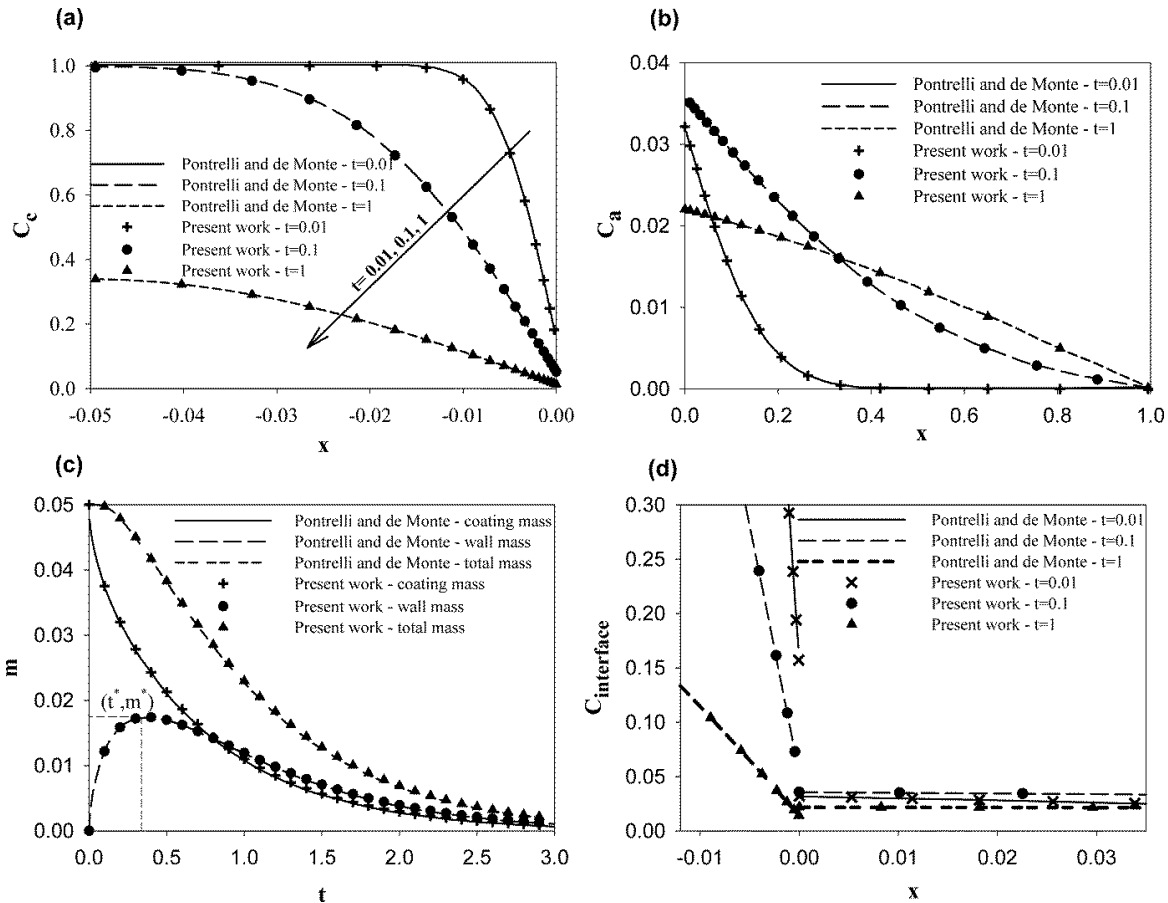 (a)
1.0
0.8
0.6
0.4
0.2
0.0
C_c
Pontrelli and de Monte - t=0.01
Pontrelli and de Monte - t=0.1
Pontrelli and de Monte - t=1
Present work - t=0.01
Present work - t=0.1
Present work - t=1
t= 0.01, 0.1, 1
-0.05 -0.04 -0.03 -0.02 -0.01 0.00
x
(b)
0.04
0.03
0.02
0.01
0.00
C_a
Pontrelli and de Monte - t=0.01
Pontrelli and de Monte - t=0.1
Pontrelli and de Monte - t=1
Present work - t=0.01
Present work - t=0.1
Present work - t=1
0.0 0.2 0.4 0.6 0.8 1.0
x
(c)
0.05
0.04
0.03
0.02
0.01
0.00
m
Pontrelli and de Monte - coating mass
Pontrelli and de Monte - wall mass
Pontrelli and de Monte - total mass
Present work - coating mass
Present work - wall mass
Present work - total mass
(t*,m*)
0.0 0.5 1.0 1.5 2.0 2.5 3.0
t
(d)
0.30
0.25
0.20
0.15
0.10
0.05
0.00
C_interface
Pontrelli and de Monte - t=0.01
Pontrelli and de Monte - t=0.1
Pontrelli and de Monte - t=1
Present work - t=0.01
Present work - t=0.1
Present work - t=1
-0.01 0.00 0.01 0.02 0.03
x